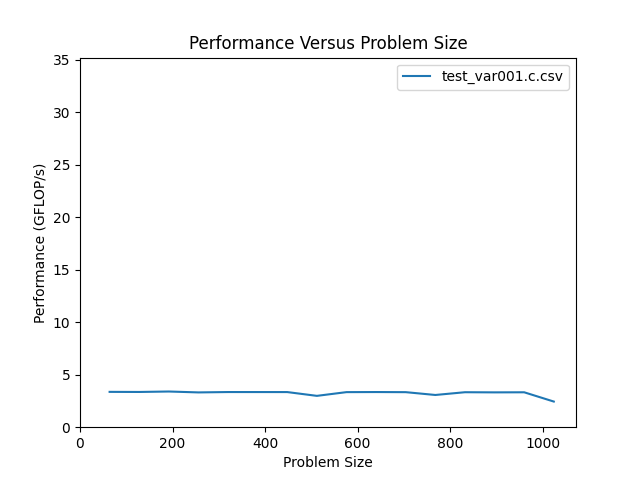 Performance Versus Problem Size
35
30
25
20
15
10
5
0
Performance (GFLOP/s)
test_var001.c.csv
0 200 400 600 800 1000
Problem Size